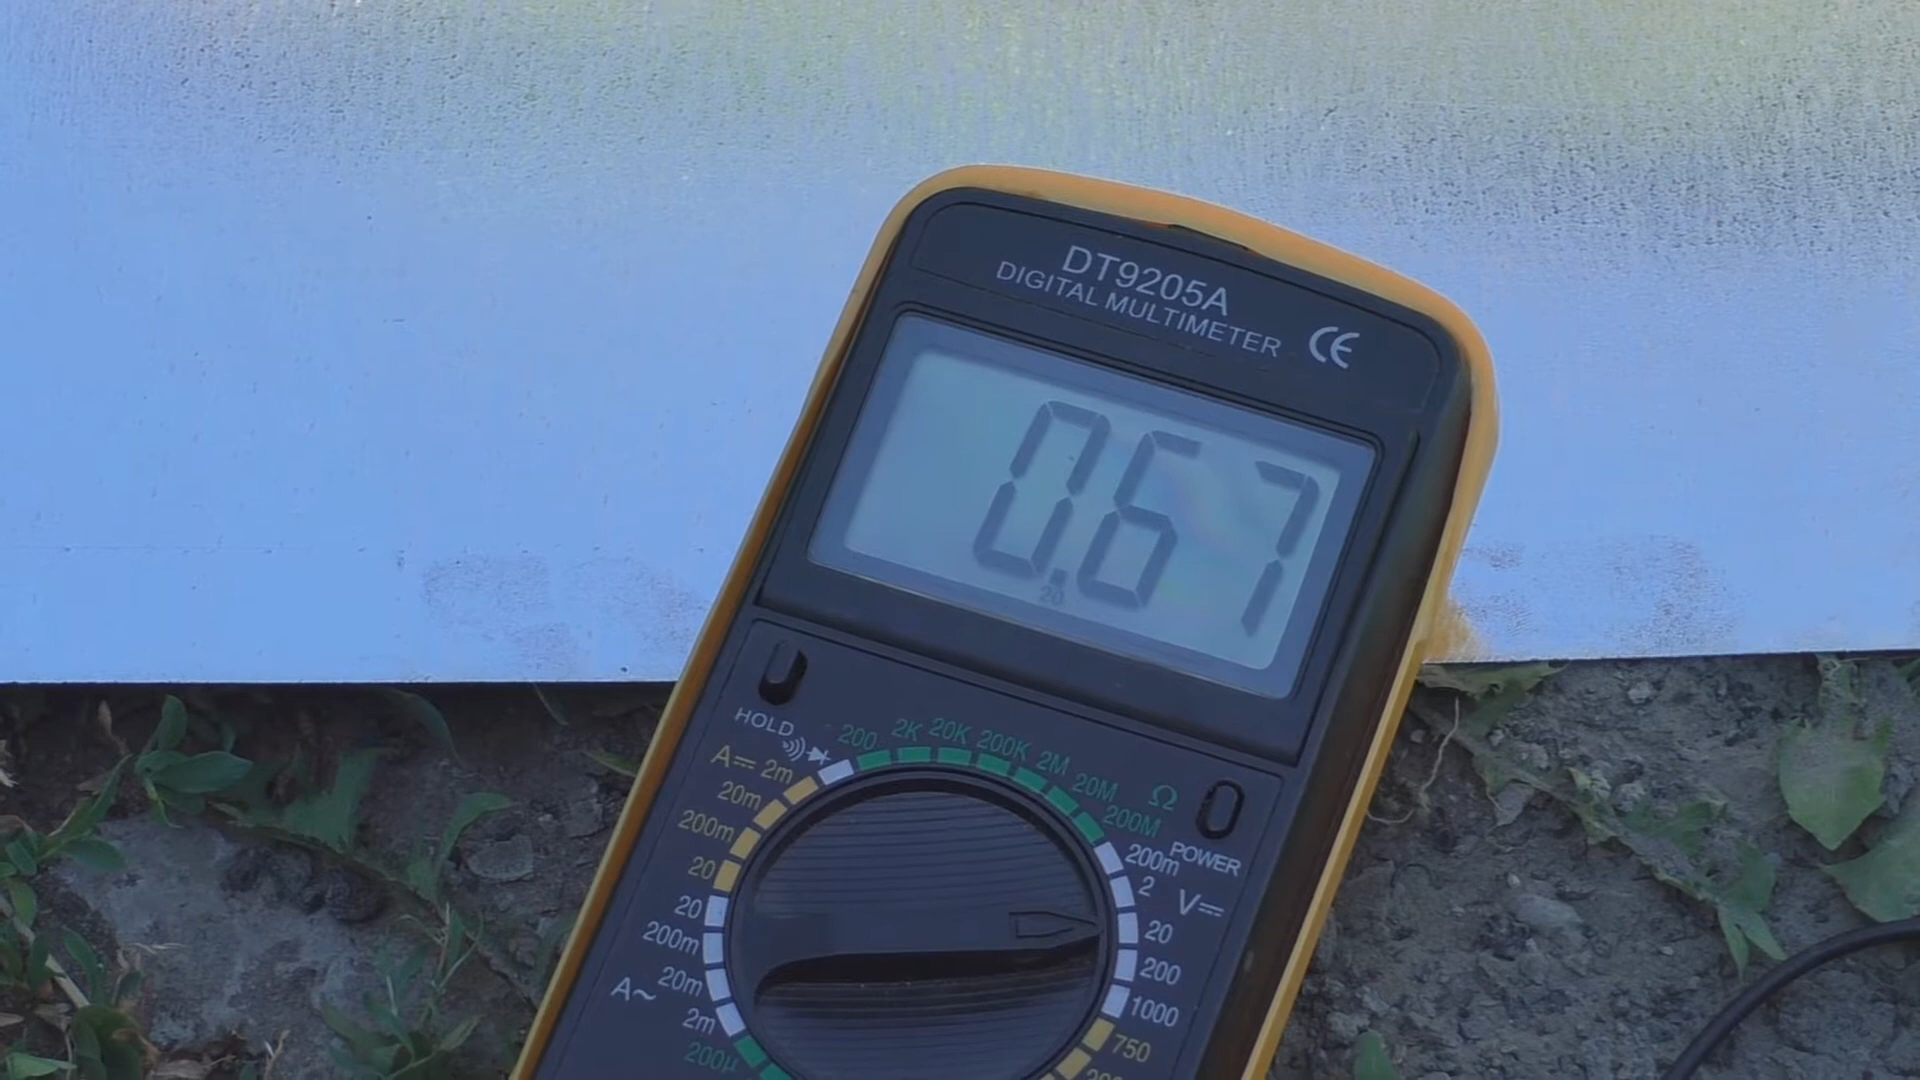 DT9205A
DIGITAL MULTIMETER
CE
0.67
20
HOLD
200
2K
20K
200K
2M
20M
200M
Ω
POWER
A⎓
2m
20m
200m
20
20
200m
A~
20m
2m
200µ
200m
2
V⎓
20
200
1000
750